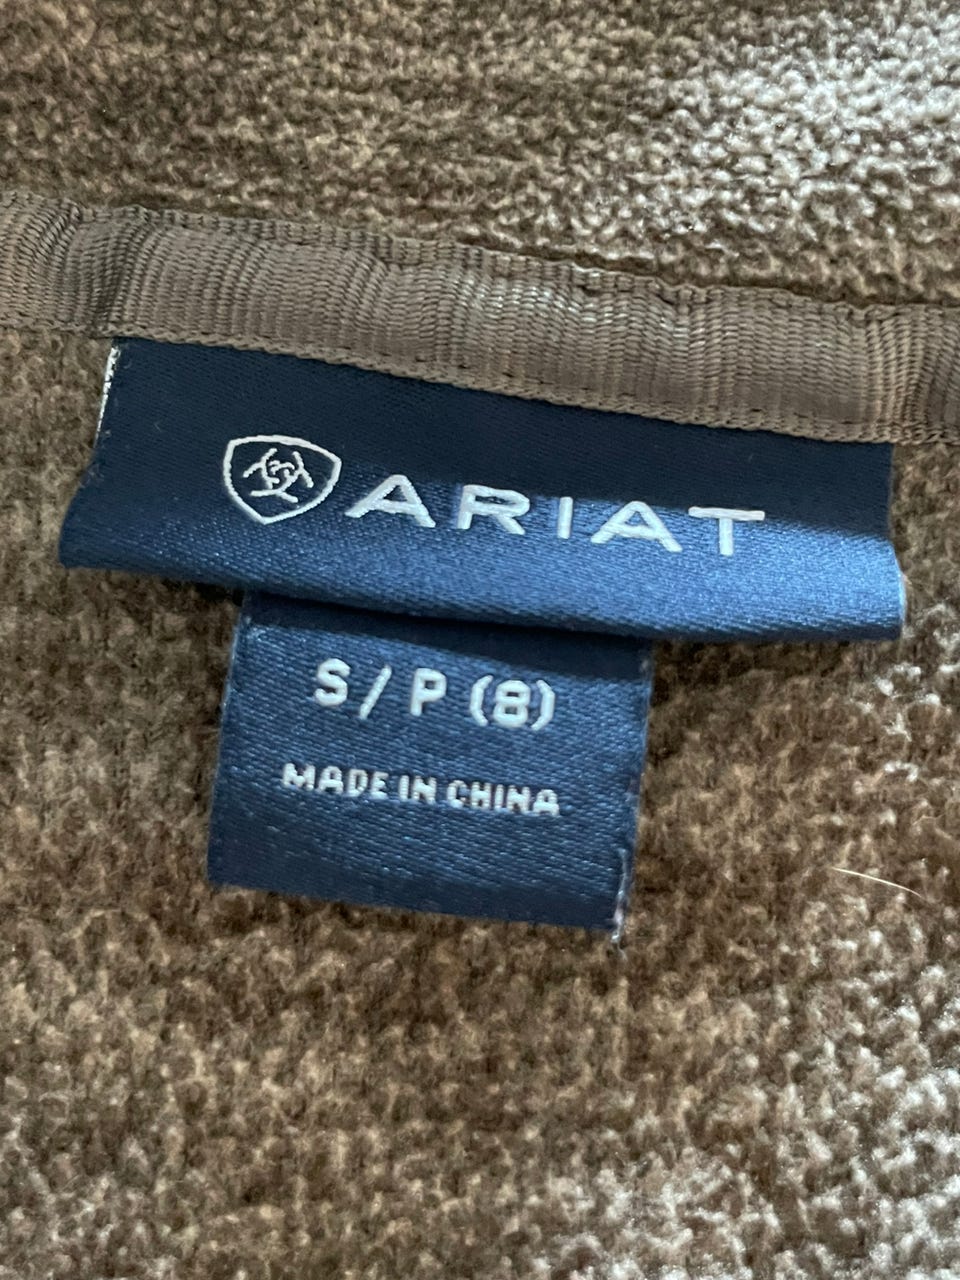 ARIAT
S/P (8)
MADE IN CHINA